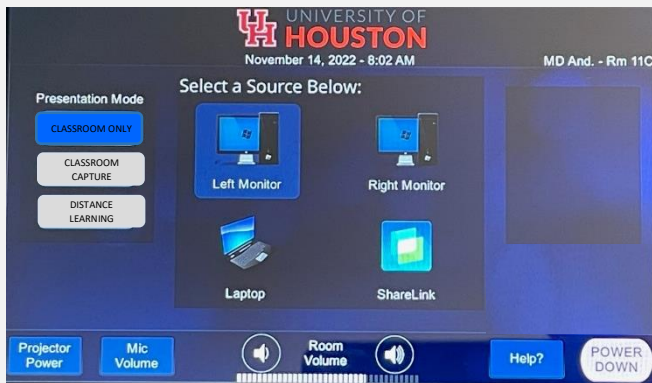 UNIVERSITY OF
HOUSTON
November 14, 2022 - 8:02 AM
MD And. - Rm 110
Select a Source Below:
Presentation Mode
CLASSROOM ONLY
CLASSROOM
CAPTURE
DISTANCE
LEARNING
Left Monitor
Right Monitor
Laptop
ShareLink
Projector
Power
Mic
Volume
Room
Volume
Help?
POWER
DOWN